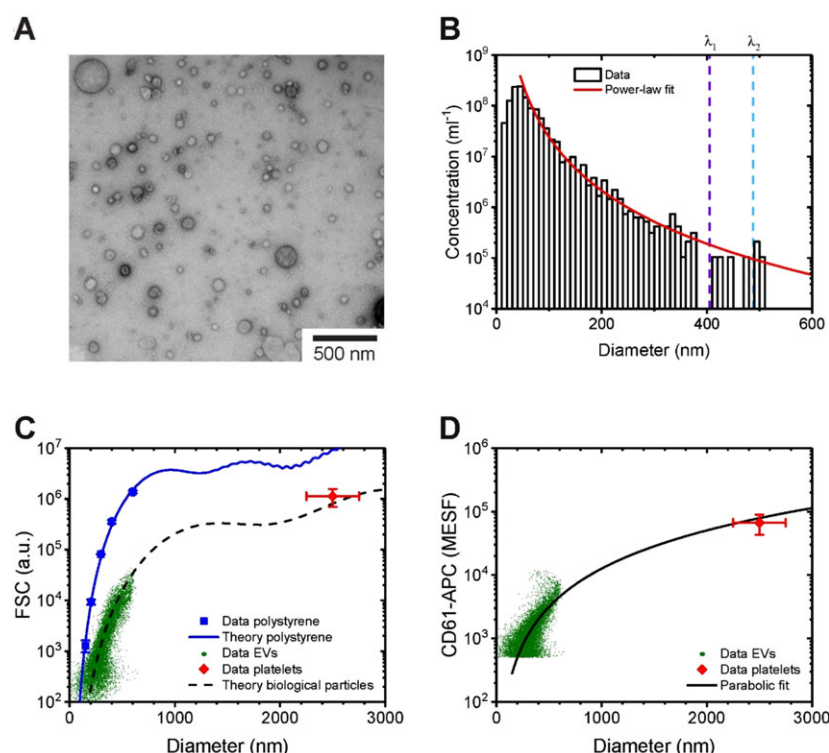 A
500 nm
B
λ1 λ2
10^9
10^8
10^7
10^6
10^5
10^4
Concentration (ml^-1)
Data
Power-law fit
0 200 400 600
Diameter (nm)
C
10^7
10^6
10^5
10^4
10^3
10^2
FSC (a.u.)
Data polystyrene
Theory polystyrene
Data EVs
Data platelets
Theory biological particles
0 1000 2000 3000
Diameter (nm)
D
10^6
10^5
10^4
10^3
10^2
CD61-APC (MESF)
Data EVs
Data platelets
Parabolic fit
0 1000 2000 3000
Diameter (nm)